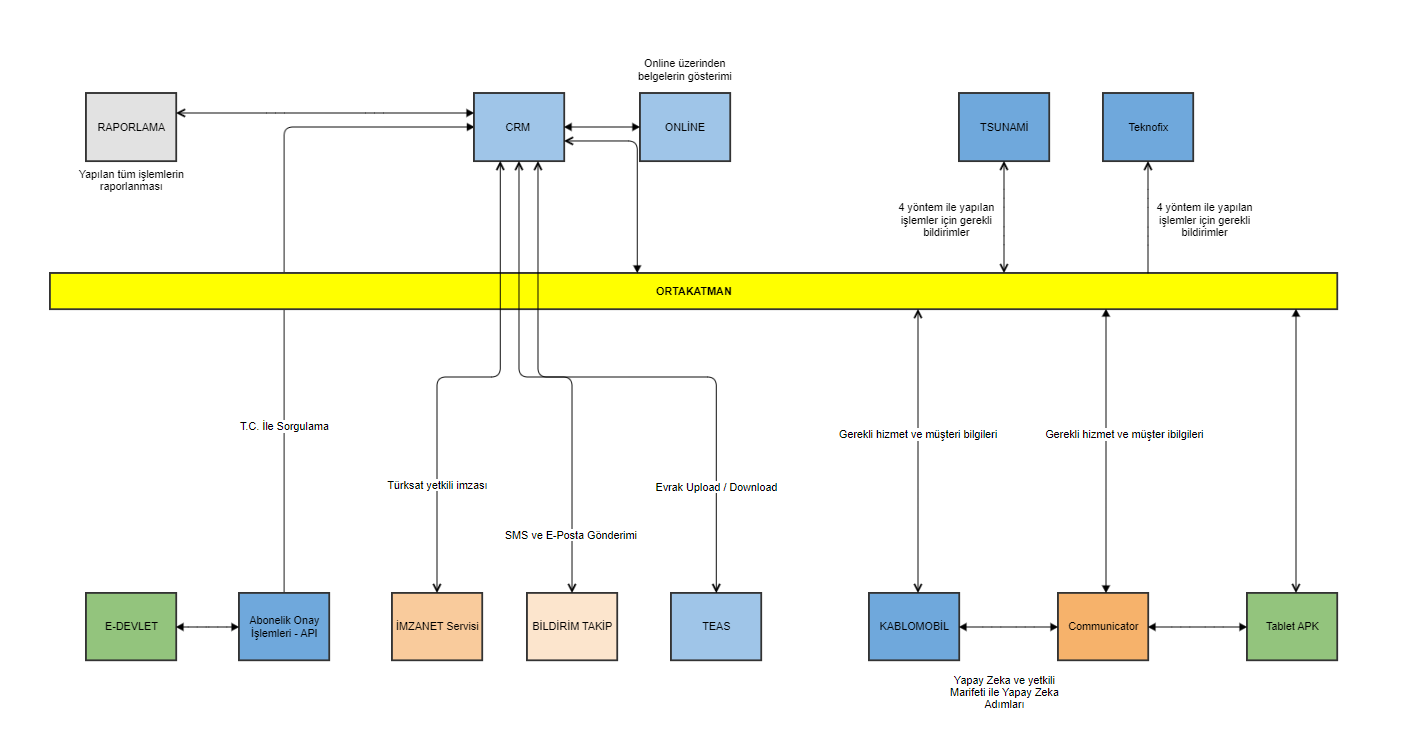 Online üzerinden
belgelerin gösterimi
RAPORLAMA
CRM
ONLİNE
TSUNAMİ
Teknofix
Yapılan tüm işlemlerin
raporlanması
4 yöntem ile yapılan
işlemler için gerekli
bildirimler
4 yöntem ile yapılan
işlemler için gerekli
bildirimler
ORTAKATMAN
T.C. İle Sorgulama
Gerekli hizmet ve müşteri bilgileri
Gerekli hizmet ve müşter ibilgileri
Türksat yetkili imzası
Evrak Upload / Download
SMS ve E-Posta Gönderimi
E-DEVLET
Abonelik Onay
İşlemleri - API
İMZANET Servisi
BİLDİRİM TAKİP
TEAS
KABLOMOBİL
Communicator
Tablet APK
Yapay Zeka ve yetkili
Marifeti ile Yapay Zeka
Adımları